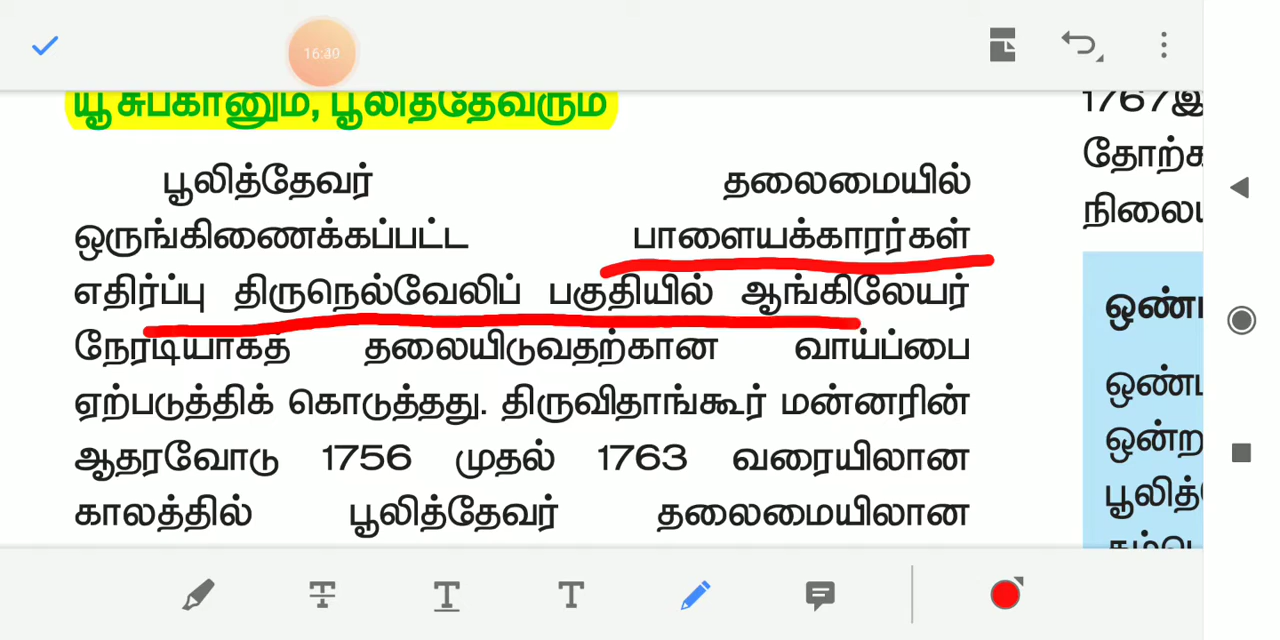 16:40
யூசுப்கானும், பூலித்தேவரும்
பூலித்தேவர் தலைமையில்
ஒருங்கிணைக்கப்பட்ட பாளையக்காரர்கள்
எதிர்ப்பு திருநெல்வேலிப் பகுதியில் ஆங்கிலேயர்
நேரடியாகத் தலையிடுவதற்கான வாய்ப்பை
ஏற்படுத்திக் கொடுத்தது. திருவிதாங்கூர் மன்னரின்
ஆதரவோடு 1756 முதல் 1763 வரையிலான
காலத்தில் பூலித்தேவர் தலைமையிலான
1767இ
தோற்க
நிலைய
ஒண்
ஒண்
ஒன்ற
பூலித்
T T T